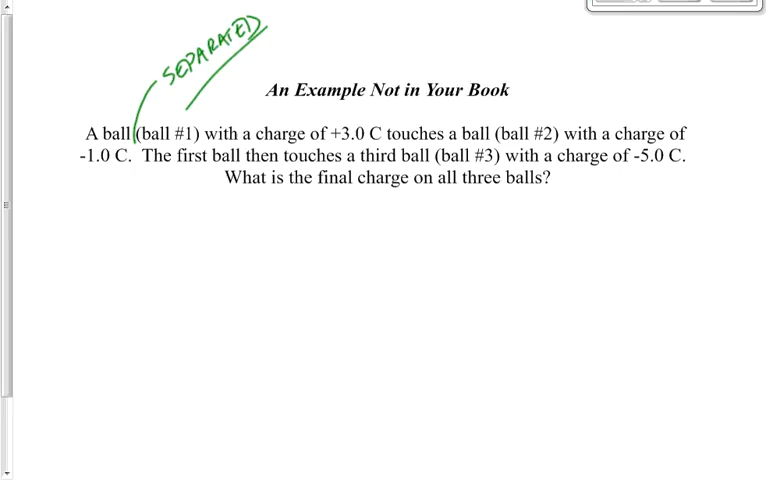 SEPARATED
An Example Not in Your Book
A ball (ball #1) with a charge of +3.0 C touches a ball (ball #2) with a charge of
-1.0 C.  The first ball then touches a third ball (ball #3) with a charge of -5.0 C.
What is the final charge on all three balls?